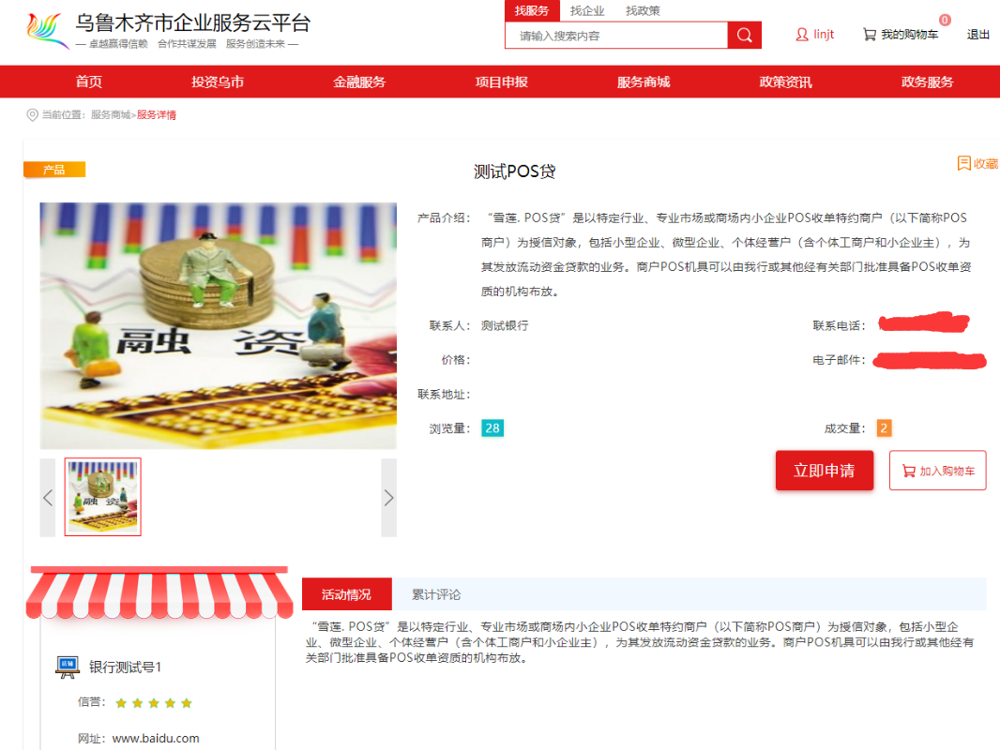 乌鲁木齐市企业服务云平台
— 卓越赢得信赖 合作共谋发展 服务创造未来 —
找服务 找企业 找政策
请输入搜索内容
linjt
0
我的购物车
退出
首页 投资乌市 金融服务 项目申报 服务商城 政策资讯 政务服务
当前位置：服务商城>服务详情
产品
测试POS贷
收藏
产品介绍：
“雪莲. POS贷”是以特定行业、专业市场或商场内小企业POS收单特约商户（以下简称POS
商户）为授信对象，包括小型企业、微型企业、个体经营户（含个体工商户和小企业主），为
其发放流动资金贷款的业务。商户POS机具可以由我行或其他经有关部门批准具备POS收单资
质的机构布放。
融 资
联系人： 测试银行 联系电话：
价格： 电子邮件：
联系地址：
浏览量： 28 成交量： 2
立即申请 加入购物车
融 资
活动情况 累计评论
“雪莲. POS贷”是以特定行业、专业市场或商场内小企业POS收单特约商户（以下简称POS商户）为授信对象，包括小型企
业、微型企业、个体经营户（含个体工商户和小企业主），为其发放流动资金贷款的业务。商户POS机具可以由我行或其他经有
关部门批准具备POS收单资质的机构布放。
店铺
银行测试号1
信誉：
网址：www.baidu.com